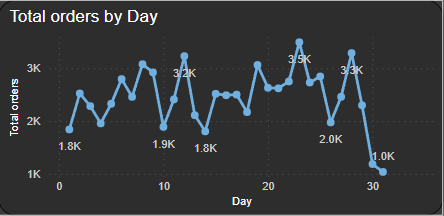 Total orders by Day
3K
2K
1K
Total orders
1.8K
1.9K
3.2K
1.8K
3.5K
2.0K
3.3K
1.0K
0
10
20
30
Day